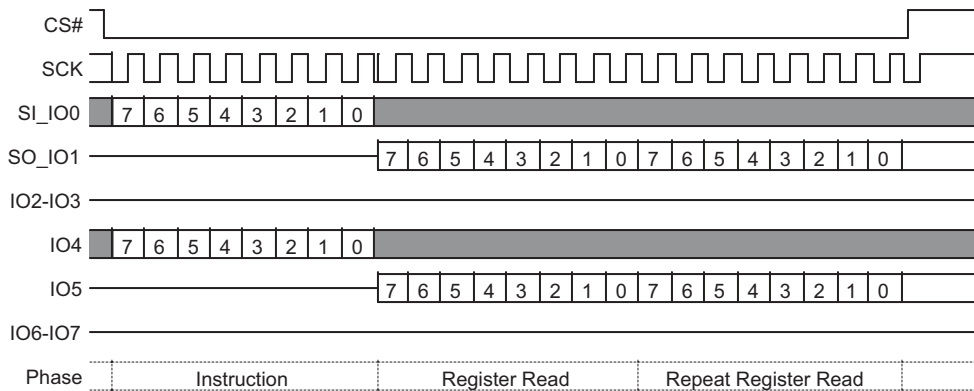 CS#
SCK
SI_IO0 7 6 5 4 3 2 1 0
SO_IO1 7 6 5 4 3 2 1 0 7 6 5 4 3 2 1 0
IO2-IO3
IO4 7 6 5 4 3 2 1 0
IO5 7 6 5 4 3 2 1 0 7 6 5 4 3 2 1 0
IO6-IO7
Phase Instruction Register Read Repeat Register Read